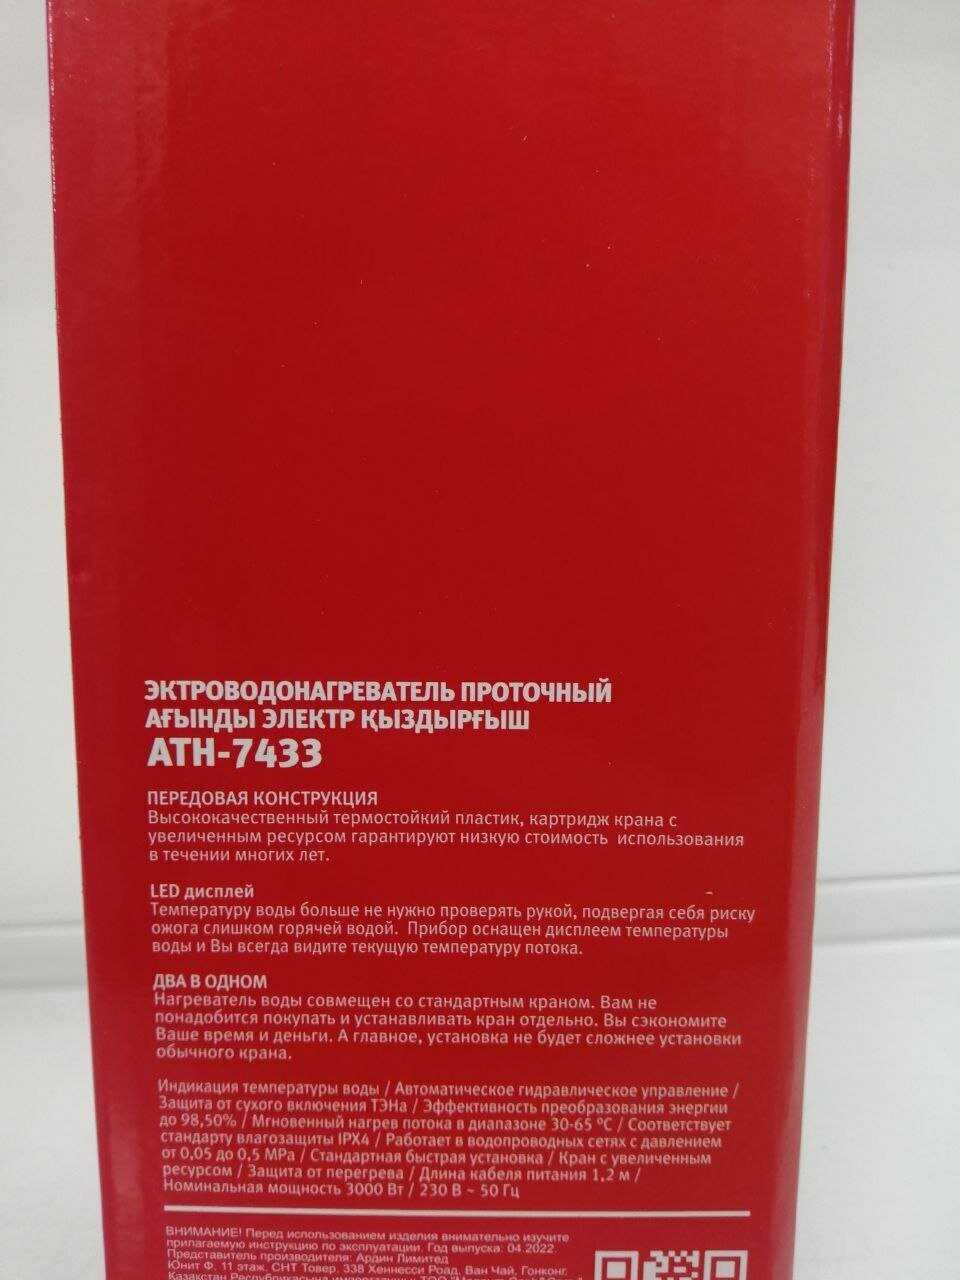 ЭКТРОВОДОНАГРЕВАТЕЛЬ ПРОТОЧНЫЙ
АҒЫНДЫ ЭЛЕКТР ҚЫЗДЫРҒЫШ
ATH-7433
ПЕРЕДОВАЯ КОНСТРУКЦИЯ
Высококачественный термостойкий пластик, картридж крана с
увеличенным ресурсом гарантируют низкую стоимость использования
в течении многих лет.
LED дисплей
Температуру воды больше не нужно проверять рукой, подвергая себя риску
ожога слишком горячей водой. Прибор оснащен дисплеем температуры
воды и Вы всегда видите текущую температуру потока.
ДВА В ОДНОМ
Нагреватель воды совмещен со стандартным краном. Вам не
понадобится покупать и устанавливать кран отдельно. Вы сэкономите
Ваше время и деньги. А главное, установка не будет сложнее установки
обычного крана.
Индикация температуры воды / Автоматическое гидравлическое управление /
Защита от сухого включения ТЭНа / Эффективность преобразования энергии
до 98,50% / Мгновенный нагрев потока в диапазоне 30-65 ºС / Соответствует
стандарту влагозащиты IPX4 / Работает в водопроводных сетях с давлением
от 0,05 до 0,5 MPa / Стандартная быстрая установка / Кран с увеличенным
ресурсом / Защита от перегрева / Длина кабеля питания 1,2 м /
Номинальная мощность 3000 Вт / 230 В ~ 50 Гц
ВНИМАНИЕ! Перед использованием изделия внимательно изучите
прилагаемую инструкцию по эксплуатации. Год выпуска: 04.2022
Представитель производителя: Ардин Лимитед
Юнит Ф. 11 этаж, СНТ Товер, 338 Хеннесси Роад, Ван Чай, Гонконг.
Казахстан Республикасына ТОО